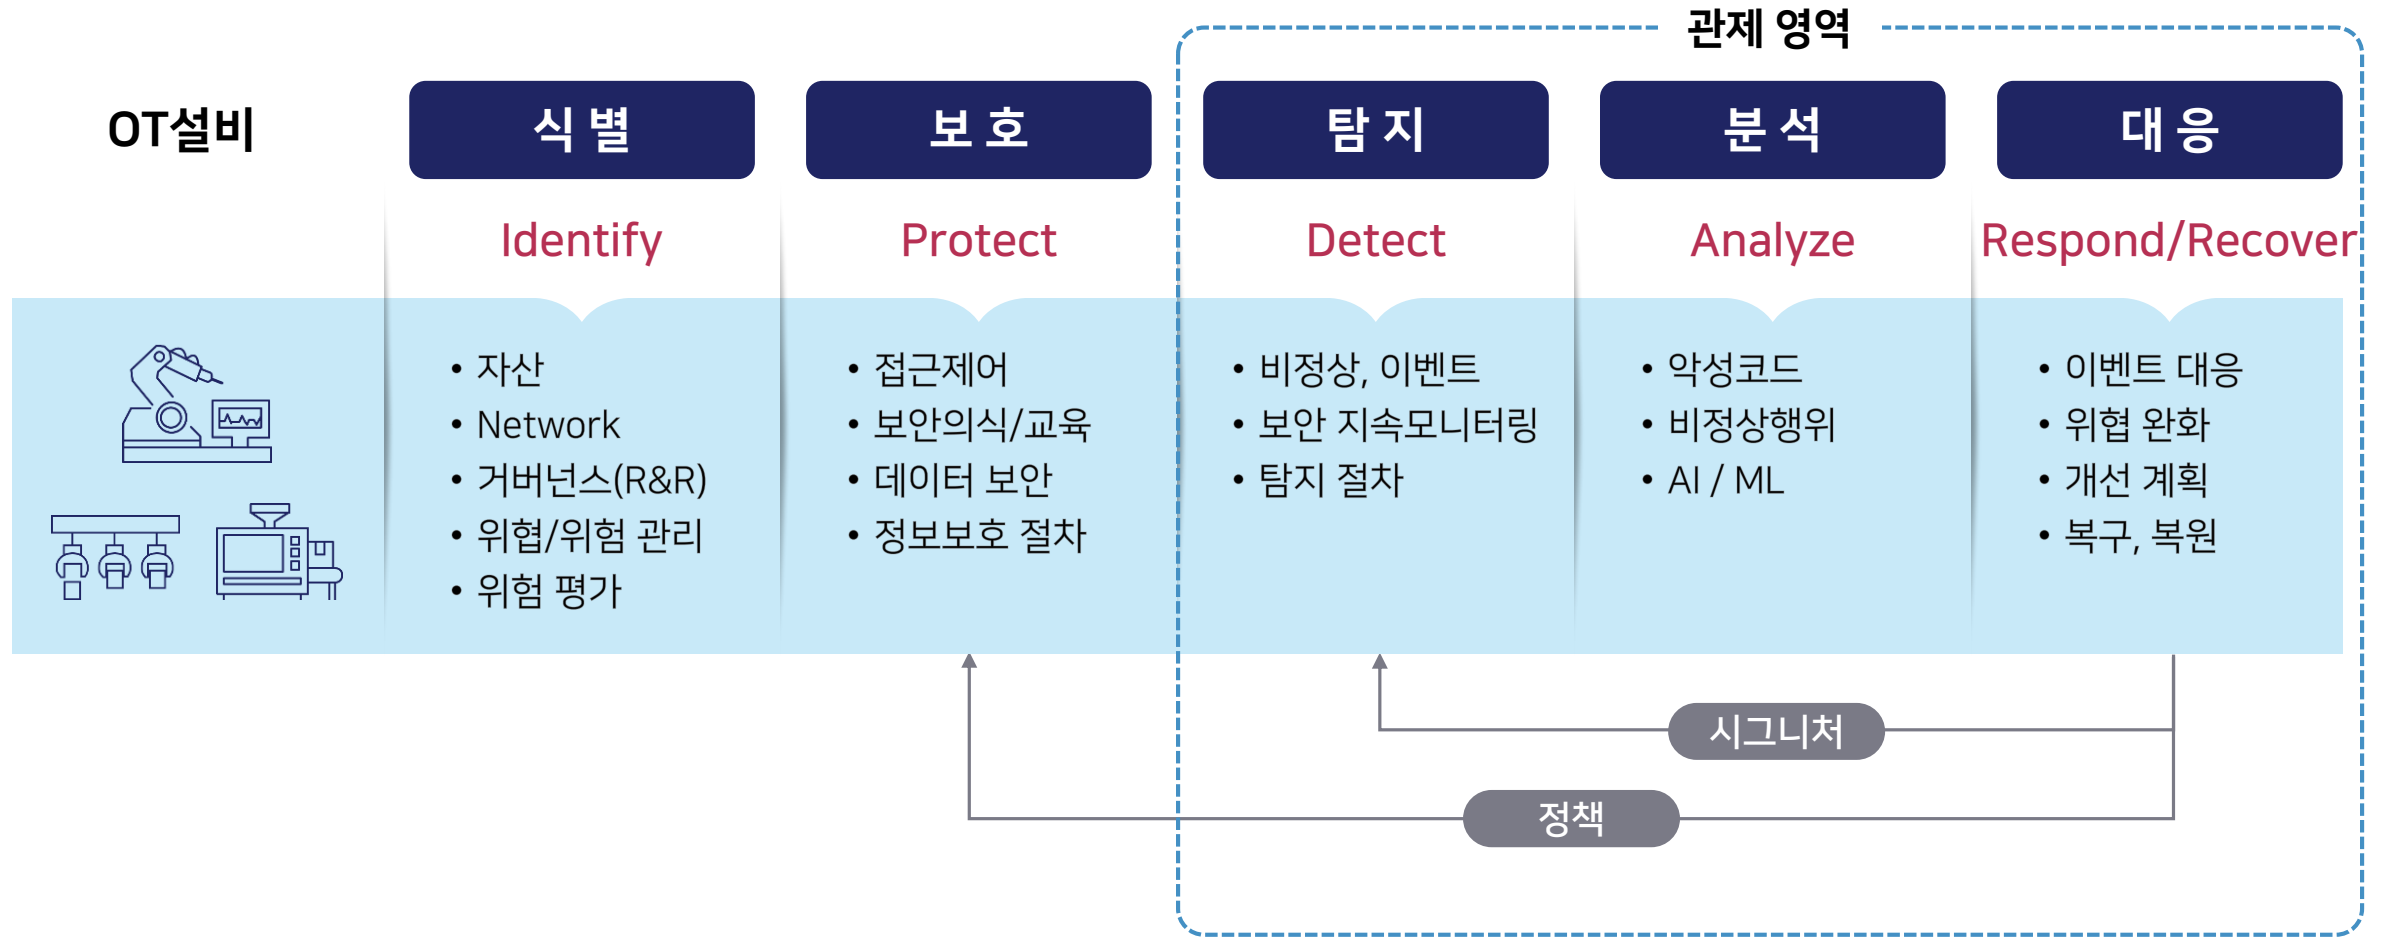 관제 영역
OT설비
식별
보호
탐지
분석
대응
Identify
Protect
Detect
Analyze
Respond/Recover
• 자산
• Network
• 거버넌스(R&R)
• 위협/위험 관리
• 위험 평가
• 접근제어
• 보안의식/교육
• 데이터 보안
• 정보보호 절차
• 비정상, 이벤트
• 보안 지속모니터링
• 탐지 절차
• 악성코드
• 비정상행위
• AI / ML
• 이벤트 대응
• 위협 완화
• 개선 계획
• 복구, 복원
시그니처
정책